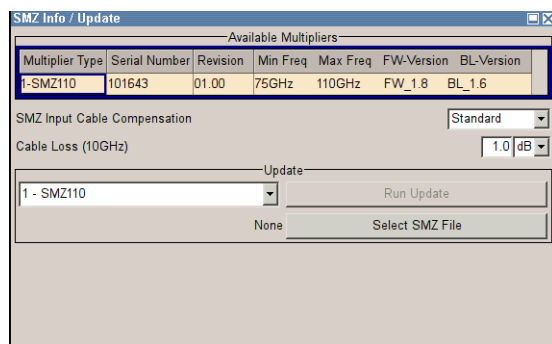 SMZ Info / Update
Available Multipliers
Multiplier Type Serial Number Revision Min Freq Max Freq FW-Version BL-Version
1-SMZ110 101643 01.00 75GHz 110GHz FW_1.8 BL_1.6
SMZ Input Cable Compensation Standard
Cable Loss (10GHz) 1.0 dB
Update
1 - SMZ110 Run Update
None Select SMZ File